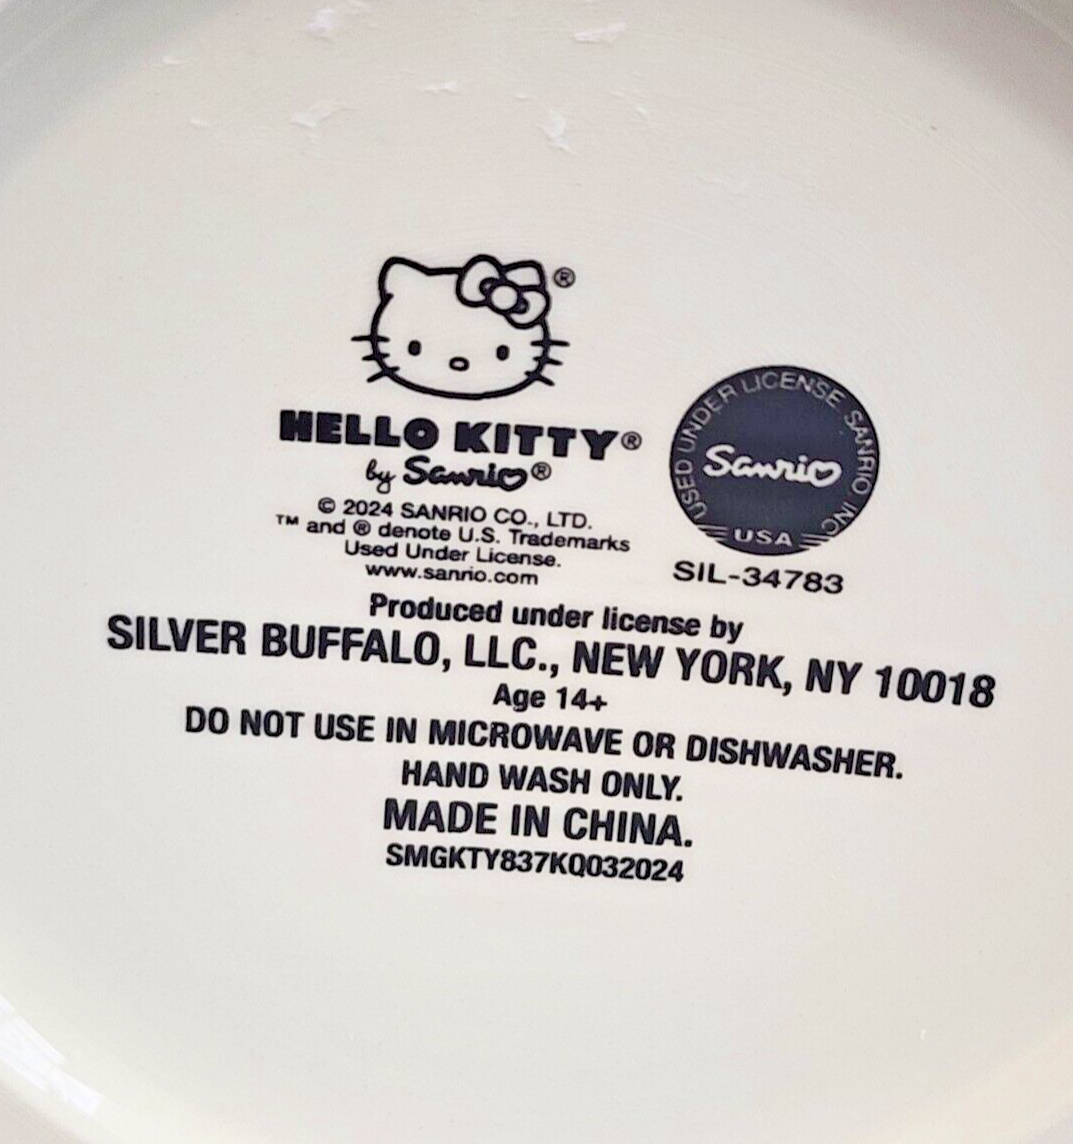 ®
HELLO KITTY®
by Sanrio®
© 2024 SANRIO CO., LTD.
™ and ® denote U.S. Trademarks
Used Under License.
www.sanrio.com
USED UNDER LICENSE SANRIO INC
Sanrio
USA
SIL-34783
Produced under license by
SILVER BUFFALO, LLC., NEW YORK, NY 10018
Age 14+
DO NOT USE IN MICROWAVE OR DISHWASHER.
HAND WASH ONLY.
MADE IN CHINA.
SMGKTY837KQ032024